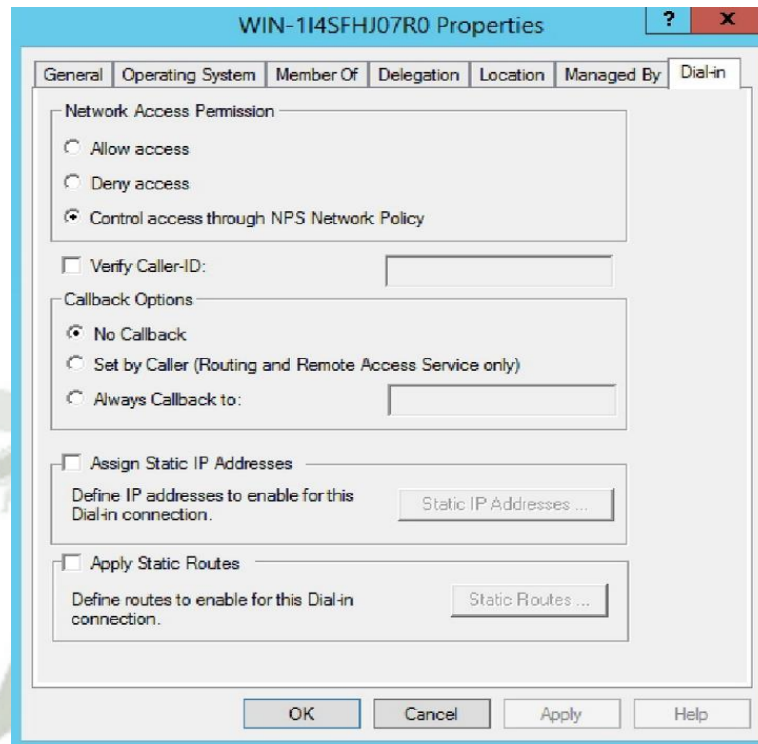 WIN-1I4SFHJ07R0 Properties
? x
General Operating System Member Of Delegation Location Managed By Dial-in
Network Access Permission
Allow access
Deny access
Control access through NPS Network Policy
Verify Caller-ID:
Callback Options
No Callback
Set by Caller (Routing and Remote Access Service only)
Always Callback to:
Assign Static IP Addresses
Define IP addresses to enable for this
Dial-in connection.
Static IP Addresses ...
Apply Static Routes
Define routes to enable for this Dial-in
connection.
Static Routes ...
OK Cancel Apply Help